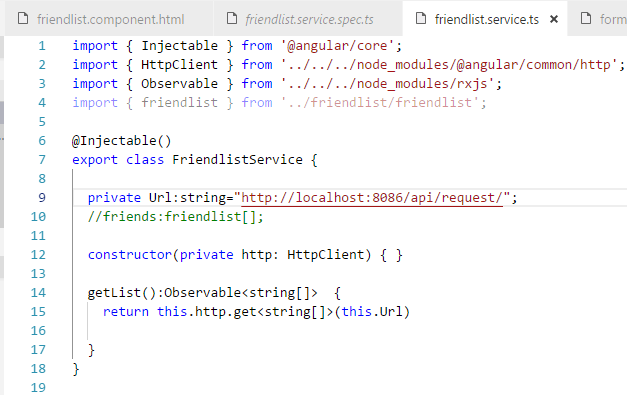 friendlist.component.html friendlist.service.spec.ts friendlist.service.ts × form
1 import { Injectable } from '@angular/core';
2 import { HttpClient } from '../../../node_modules/@angular/common/http';
3 import { Observable } from '../../../node_modules/rxjs';
4 import { friendlist } from '../friendlist/friendlist';
5
6 @Injectable()
7 export class FriendlistService {
8
9 private Url:string="http://localhost:8086/api/request/";
10 //friends:friendlist[];
11
12 constructor(private http: HttpClient) { }
13
14 getList():Observable<string[]>  {
15 return this.http.get<string[]>(this.Url)
16
17 }
18 }
19